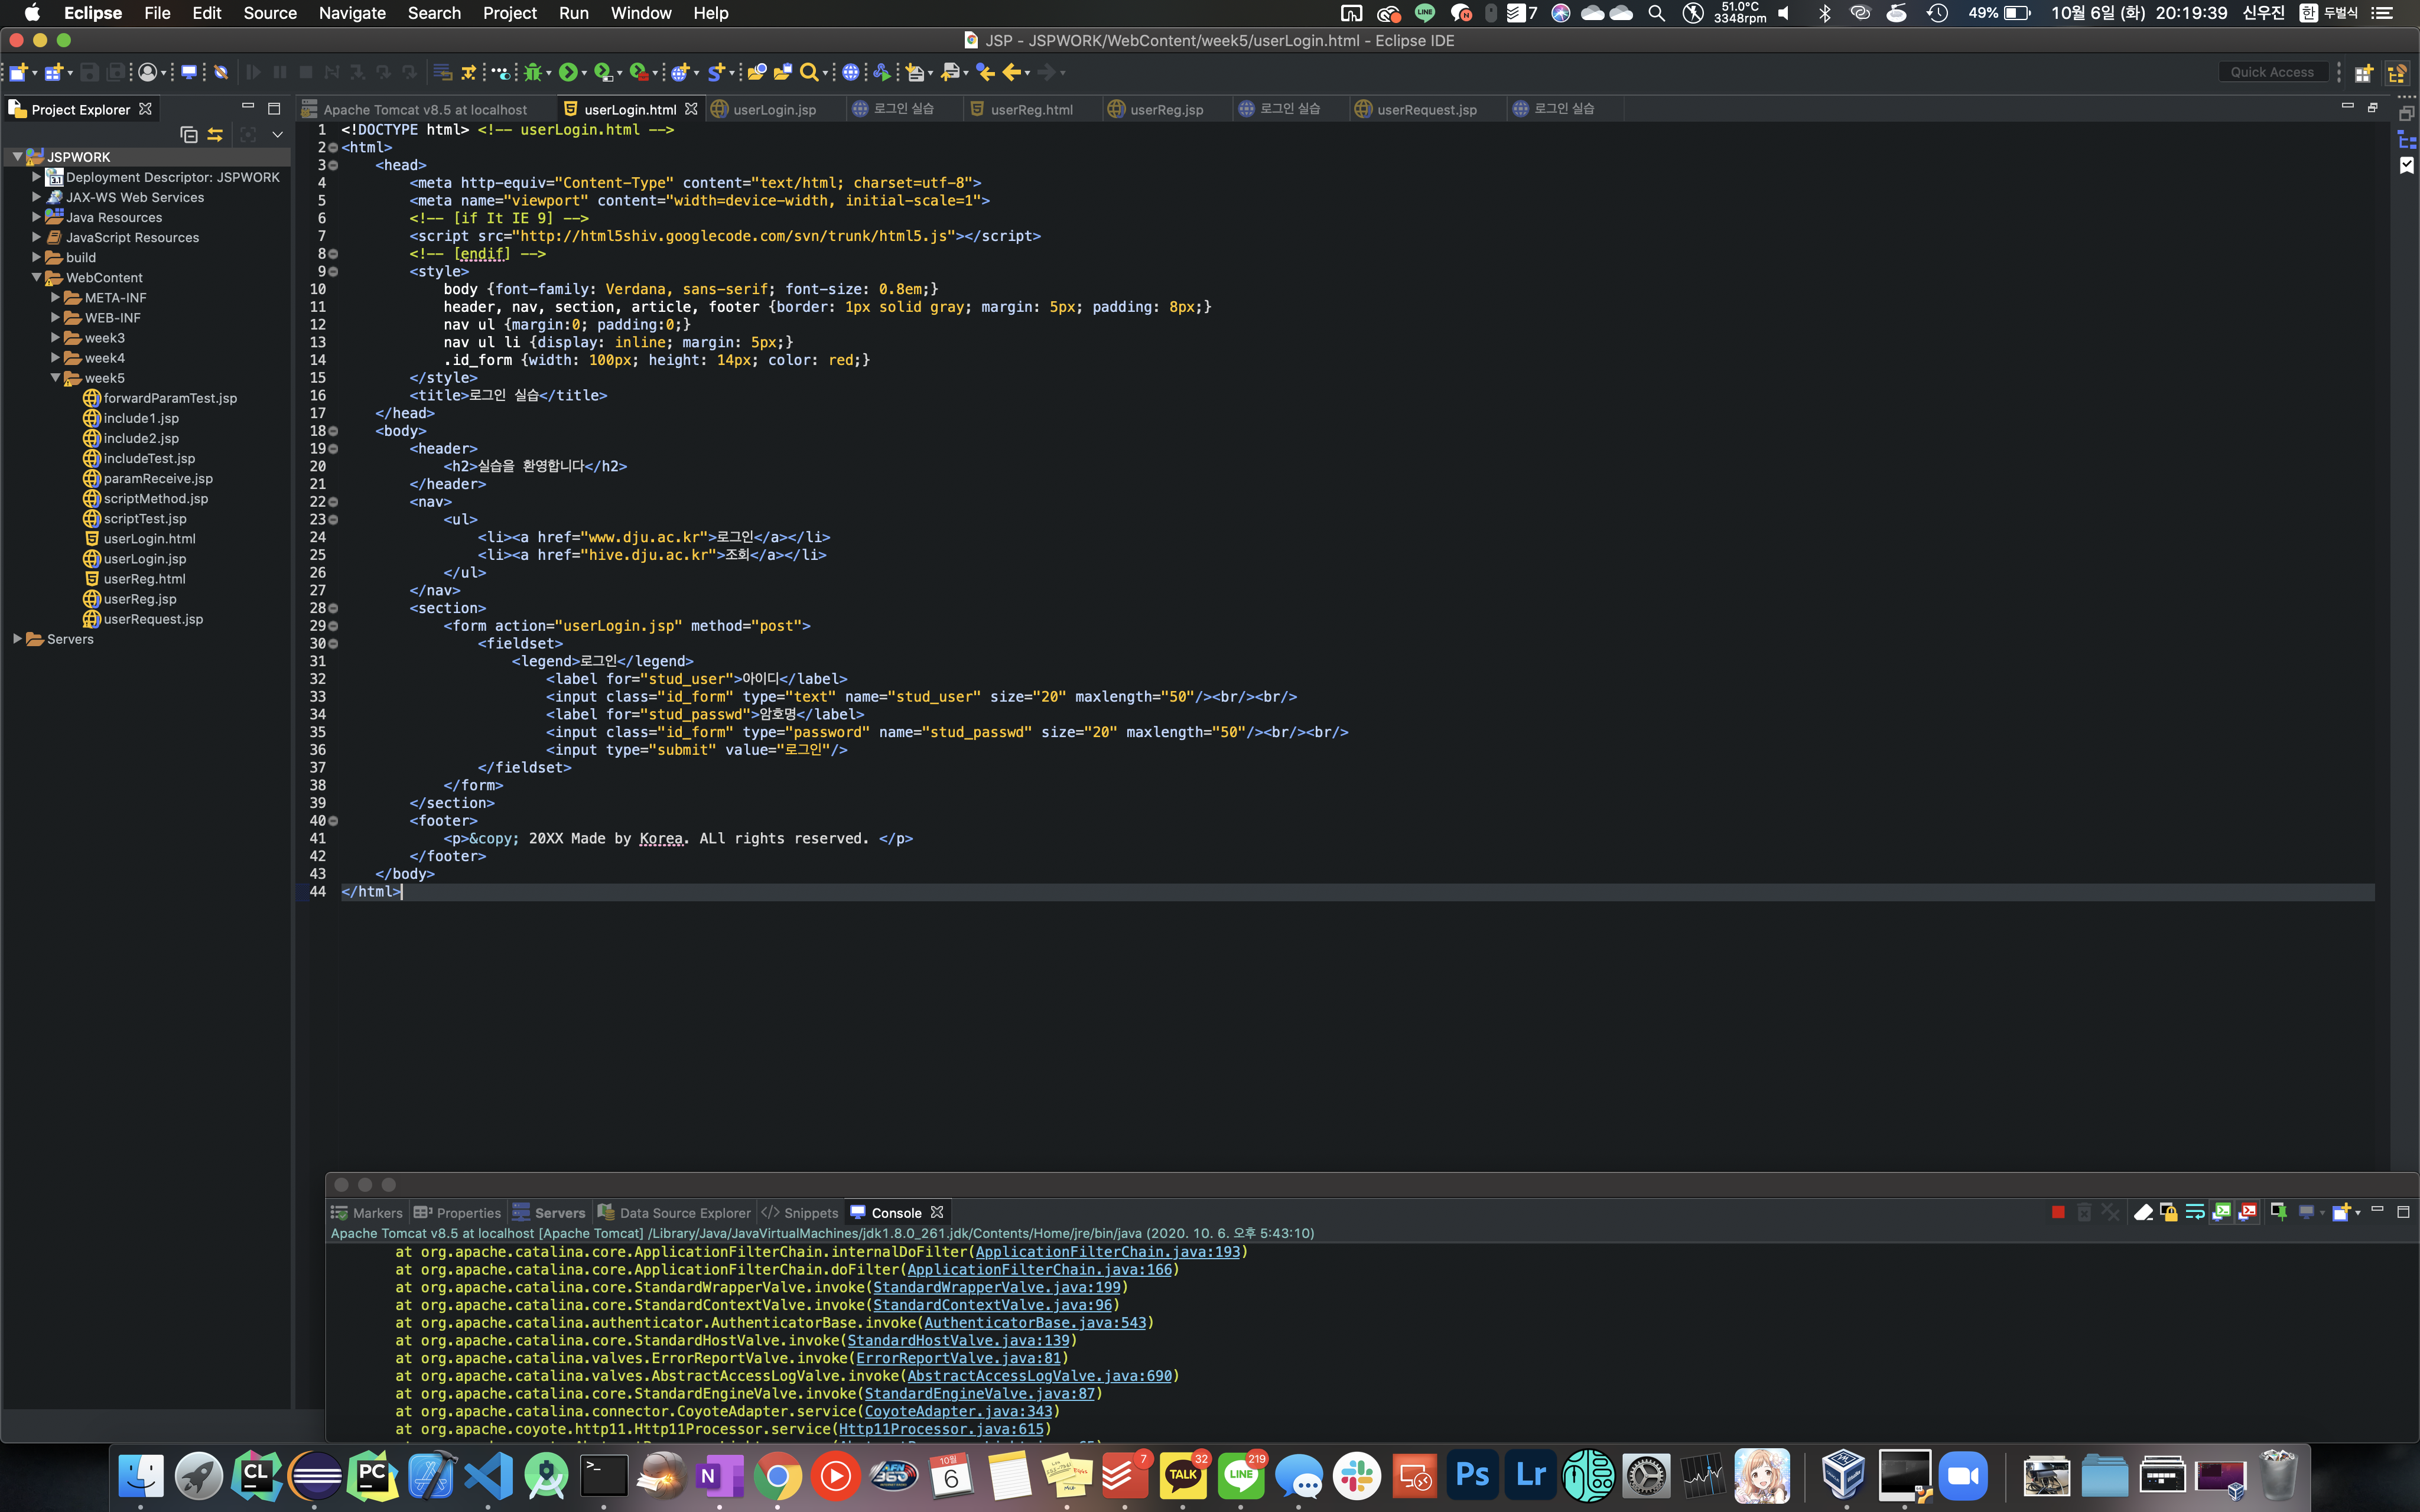 Eclipse File Edit Source Navigate Search Project Run Window Help
7 51.0°C 3348rpm 49% 10월 6일 (화) 20:19:39 신우진 한 두벌식
JSP - JSPWORK/WebContent/week5/userLogin.html - Eclipse IDE
Quick Access
Project Explorer
Apache Tomcat v8.5 at localhost userLogin.html userLogin.jsp 로그인 실습 userReg.html userReg.jsp 로그인 실습 userRequest.jsp 로그인 실습
JSPWORK
Deployment Descriptor: JSPWORK
JAX-WS Web Services
Java Resources
JavaScript Resources
build
WebContent
META-INF
WEB-INF
week3
week4
week5
forwardParamTest.jsp
include1.jsp
include2.jsp
includeTest.jsp
paramReceive.jsp
scriptMethod.jsp
scriptTest.jsp
userLogin.html
userLogin.jsp
userReg.html
userReg.jsp
userRequest.jsp
Servers
1 <!DOCTYPE html> <!-- userLogin.html -->
2 <html>
3 <head>
4 <meta http-equiv="Content-Type" content="text/html; charset=utf-8">
5 <meta name="viewport" content="width=device-width, initial-scale=1">
6 <!-- [if It IE 9] -->
7 <script src="http://html5shiv.googlecode.com/svn/trunk/html5.js"></script>
8 <!-- [endif] -->
9 <style>
10 body {font-family: Verdana, sans-serif; font-size: 0.8em;}
11 header, nav, section, article, footer {border: 1px solid gray; margin: 5px; padding: 8px;}
12 nav ul {margin:0; padding:0;}
13 nav ul li {display: inline; margin: 5px;}
14 .id_form {width: 100px; height: 14px; color: red;}
15 </style>
16 <title>로그인 실습</title>
17 </head>
18 <body>
19 <header>
20 <h2>실습을 환영합니다</h2>
21 </header>
22 <nav>
23 <ul>
24 <li><a href="www.dju.ac.kr">로그인</a></li>
25 <li><a href="hive.dju.ac.kr">조회</a></li>
26 </ul>
27 </nav>
28 <section>
29 <form action="userLogin.jsp" method="post">
30 <fieldset>
31 <legend>로그인</legend>
32 <label for="stud_user">아이디</label>
33 <input class="id_form" type="text" name="stud_user" size="20" maxlength="50"/><br/><br/>
34 <label for="stud_passwd">암호명</label>
35 <input class="id_form" type="password" name="stud_passwd" size="20" maxlength="50"/><br/><br/>
36 <input type="submit" value="로그인"/>
37 </fieldset>
38 </form>
39 </section>
40 <footer>
41 <p>&copy; 20XX Made by Korea. ALl rights reserved. </p>
42 </footer>
43 </body>
44 </html>
Markers Properties Servers Data Source Explorer Snippets Console
Apache Tomcat v8.5 at localhost [Apache Tomcat] /Library/Java/JavaVirtualMachines/jdk1.8.0_261.jdk/Contents/Home/jre/bin/java (2020. 10. 6. 오후 5:43:10)
at org.apache.catalina.core.ApplicationFilterChain.internalDoFilter(ApplicationFilterChain.java:193)
at org.apache.catalina.core.ApplicationFilterChain.doFilter(ApplicationFilterChain.java:166)
at org.apache.catalina.core.StandardWrapperValve.invoke(StandardWrapperValve.java:199)
at org.apache.catalina.core.StandardContextValve.invoke(StandardContextValve.java:96)
at org.apache.catalina.authenticator.AuthenticatorBase.invoke(AuthenticatorBase.java:543)
at org.apache.catalina.core.StandardHostValve.invoke(StandardHostValve.java:139)
at org.apache.catalina.valves.ErrorReportValve.invoke(ErrorReportValve.java:81)
at org.apache.catalina.valves.AbstractAccessLogValve.invoke(AbstractAccessLogValve.java:690)
at org.apache.catalina.core.StandardEngineValve.invoke(StandardEngineValve.java:87)
at org.apache.catalina.connector.CoyoteAdapter.service(CoyoteAdapter.java:343)
at org.apache.coyote.http11.Http11Processor.service(Http11Processor.java:615)
CL PC N AFN 360 10월 6 7 TALK 32 LINE 219 Ps Lr